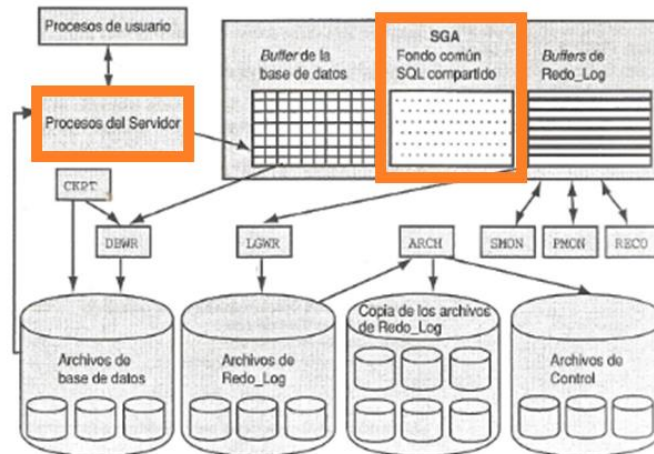 Procesos de usuario
Procesos del Servidor
Buffer de la
base de datos
SGA
Fondo común
SQL compartido
Buffers de
Redo_Log
CKPT
DBWR
LGWR
ARCH
SMON
PMON
RECO
Archivos de
base de datos
Archivos de
Redo_Log
Copia de los archivos
de Redo_Log
Archivos de
Control